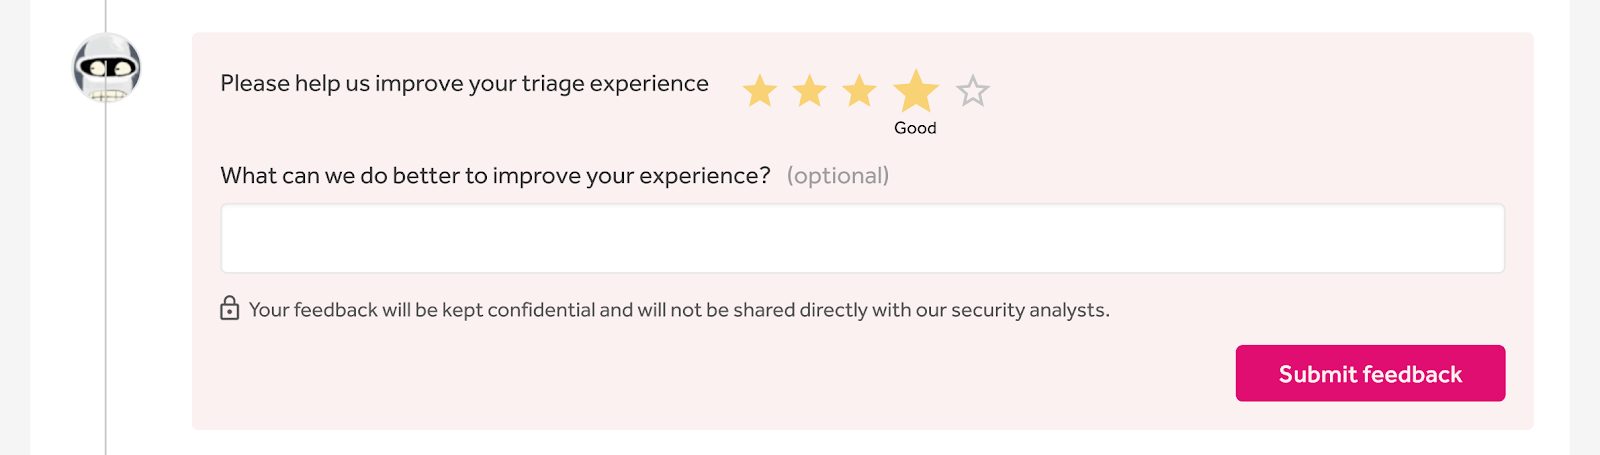 Please help us improve your triage experience
Good
What can we do better to improve your experience? (optional)
Your feedback will be kept confidential and will not be shared directly with our security analysts.
Submit feedback